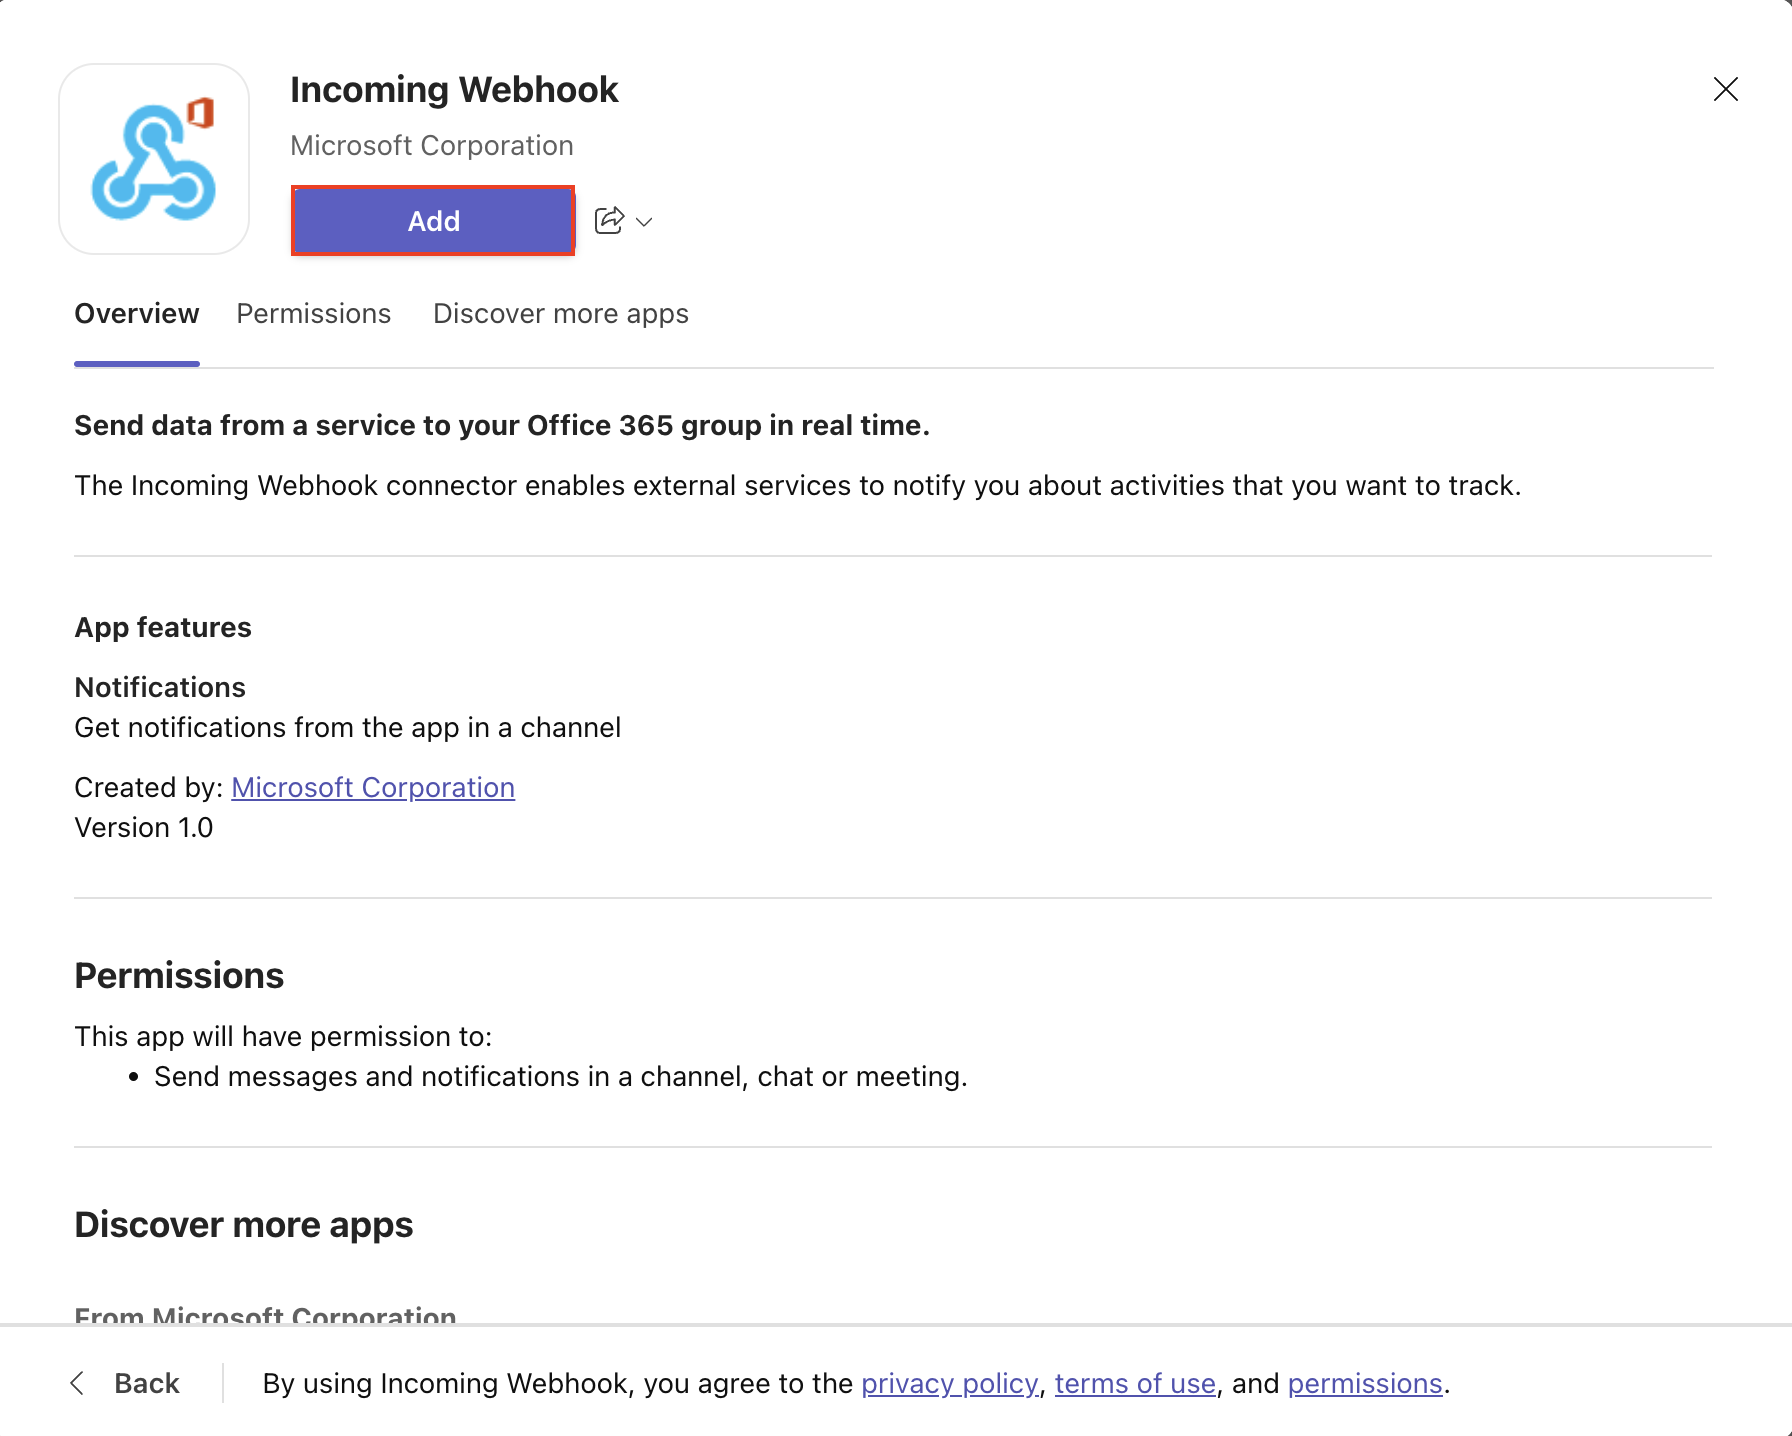 Incoming Webhook
Microsoft Corporation
Add
Overview Permissions Discover more apps
Send data from a service to your Office 365 group in real time.
The Incoming Webhook connector enables external services to notify you about activities that you want to track.
App features
Notifications
Get notifications from the app in a channel
Created by: Microsoft Corporation
Version 1.0
Permissions
This app will have permission to:
• Send messages and notifications in a channel, chat or meeting.
Discover more apps
From Microsoft Corporation
Back By using Incoming Webhook, you agree to the privacy policy, terms of use, and permissions.